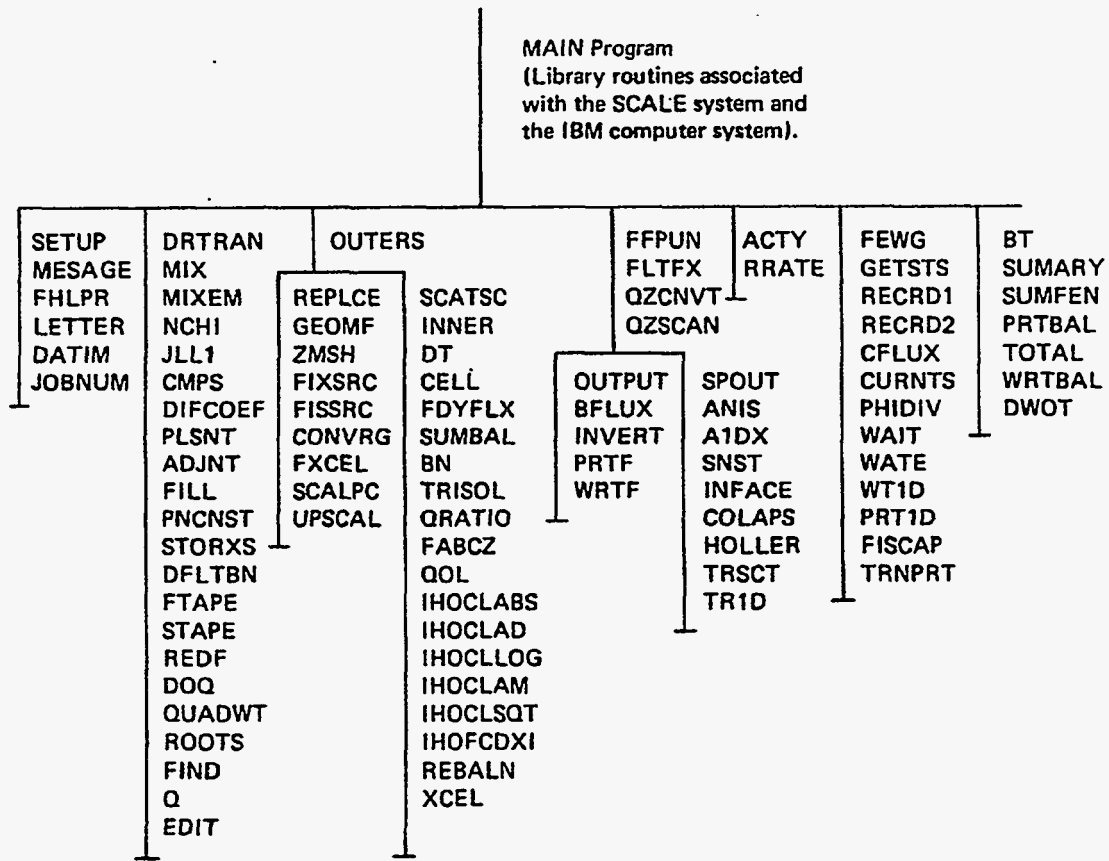 MAIN Program
(Library routines associated
with the SCALE system and
the IBM computer system).
SETUP
MESAGE
FHLPR
LETTER
DATIM
JOBNUM
DRTRAN
MIX
MIXEM
NCHI
JLL1
CMPS
DIFCOEF
PLSNT
ADJNT
FILL
PNCNST
STORXS
DFLTBN
FTAPE
STAPE
REDF
DOQ
QUADWT
ROOTS
FIND
Q
EDIT
OUTERS
REPLCE
GEOMF
ZMSH
FIXSRC
FISSRC
CONVRG
FXCEL
SCALPC
UPSCAL
SCATSC
INNER
DT
CELL
FDYFLX
SUMBAL
BN
TRISOL
QRATIO
FABCZ
QOL
IHOCLABS
IHOCLAD
IHOCLLOG
IHOCLAM
IHOCLSQT
IHOFCDXI
REBALN
XCEL
FFPUN
FLTFX
QZCNVT
QZSCAN
OUTPUT
BFLUX
INVERT
PRTF
WRTF
SPOUT
ANIS
A1DX
SNST
INFACE
COLAPS
HOLLER
TRSCT
TR1D
ACTY
RRATE
FEWG
GETSTS
RECRD1
RECRD2
CFLUX
CURNTS
PHIDIV
WAIT
WATE
WT1D
PRT1D
FISCAP
TRNPRT
BT
SUMARY
SUMFEN
PRTBAL
TOTAL
WRTBAL
DWOT